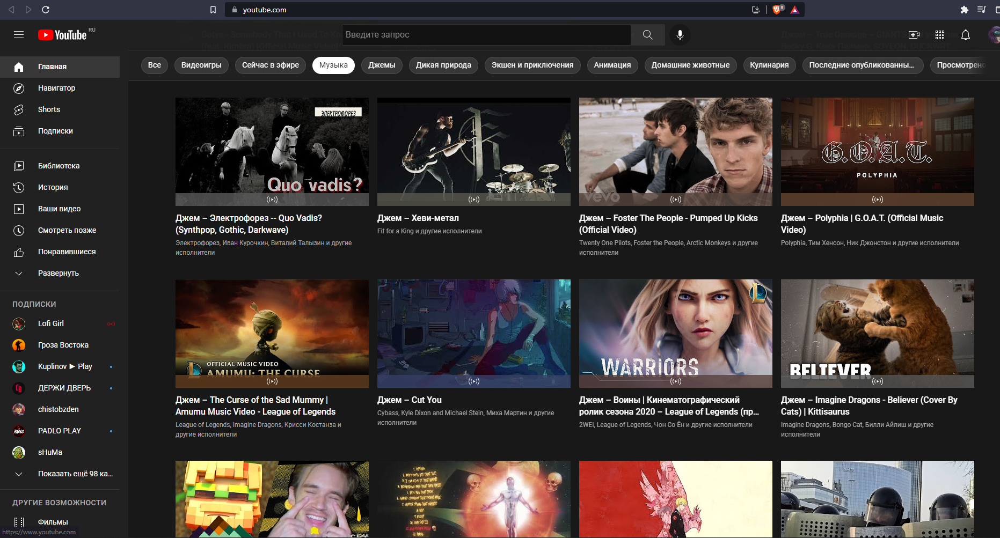 youtube.com
8
YouTube
RU
Введите запрос
Главная
Навигатор
Shorts
Подписки
Библиотека
История
Ваши видео
Смотреть позже
Понравившиеся
Развернуть
ПОДПИСКИ
Lofi Girl
Гроза Востока
Kuplinov ► Play
ДЕРЖИ ДВЕРЬ
chistobzden
PADLO PLAY
sHuMa
Показать ещё 98 ка...
ДРУГИЕ ВОЗМОЖНОСТИ
Фильмы
https://www.youtube.com
Все
Видеоигры
Сейчас в эфире
Музыка
Джемы
Дикая природа
Экшен и приключения
Анимация
Домашние животные
Кулинария
Последние опубликованны...
Просмотрено
ЭЛЕКТРОФОРЕЗ
Quo vadis?
Джем – Электрофорез -- Quo Vadis?
(Synthpop, Gothic, Darkwave)
Электрофорез, Иван Курочкин, Виталий Талызин и другие
исполнители
Джем – Хеви-метал
Fit for a King и другие исполнители
vevo
Джем – Foster The People - Pumped Up Kicks
(Official Video)
Twenty One Pilots, Foster the People, Arctic Monkeys и другие
исполнители
G.O.A.T.
POLYPHIA
Джем – Polyphia | G.O.A.T. (Official Music
Video)
Polyphia, Тим Хенсон, Ник Джонстон и другие исполнители
OFFICIAL MUSIC VIDEO
AMUMU: THE CURSE
Джем – The Curse of the Sad Mummy |
Amumu Music Video - League of Legends
League of Legends, Imagine Dragons, Крисси Костанза и
другие исполнители
Джем – Cut You
Cybass, Kyle Dixon and Michael Stein, Миха Мартин и другие
исполнители
WARRIORS
Джем – Воины | Кинематографический
ролик сезона 2020 – League of Legends (пр...
2WEI, League of Legends, Чон Со Ён и другие исполнители
BELIEVER
Джем – Imagine Dragons - Believer (Cover By
Cats) | Kittisaurus
Imagine Dragons, Bongo Cat, Билли Айлиш и другие
исполнители